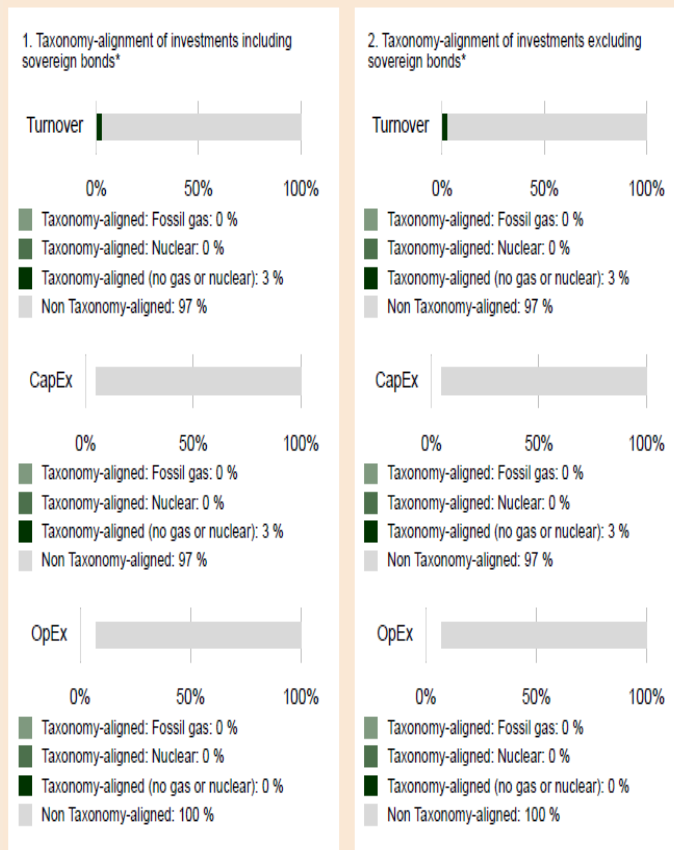 1. Taxonomy-alignment of investments including
sovereign bonds*
Turnover
0% 50% 100%
Taxonomy-aligned: Fossil gas: 0 %
Taxonomy-aligned: Nuclear: 0 %
Taxonomy-aligned (no gas or nuclear): 3 %
Non Taxonomy-aligned: 97 %
CapEx
0% 50% 100%
Taxonomy-aligned: Fossil gas: 0 %
Taxonomy-aligned: Nuclear: 0 %
Taxonomy-aligned (no gas or nuclear): 3 %
Non Taxonomy-aligned: 97 %
OpEx
0% 50% 100%
Taxonomy-aligned: Fossil gas: 0 %
Taxonomy-aligned: Nuclear: 0 %
Taxonomy-aligned (no gas or nuclear): 0 %
Non Taxonomy-aligned: 100 %
2. Taxonomy-alignment of investments excluding
sovereign bonds*
Turnover
0% 50% 100%
Taxonomy-aligned: Fossil gas: 0 %
Taxonomy-aligned: Nuclear: 0 %
Taxonomy-aligned (no gas or nuclear): 3 %
Non Taxonomy-aligned: 97 %
CapEx
0% 50% 100%
Taxonomy-aligned: Fossil gas: 0 %
Taxonomy-aligned: Nuclear: 0 %
Taxonomy-aligned (no gas or nuclear): 3 %
Non Taxonomy-aligned: 97 %
OpEx
0% 50% 100%
Taxonomy-aligned: Fossil gas: 0 %
Taxonomy-aligned: Nuclear: 0 %
Taxonomy-aligned (no gas or nuclear): 0 %
Non Taxonomy-aligned: 100 %